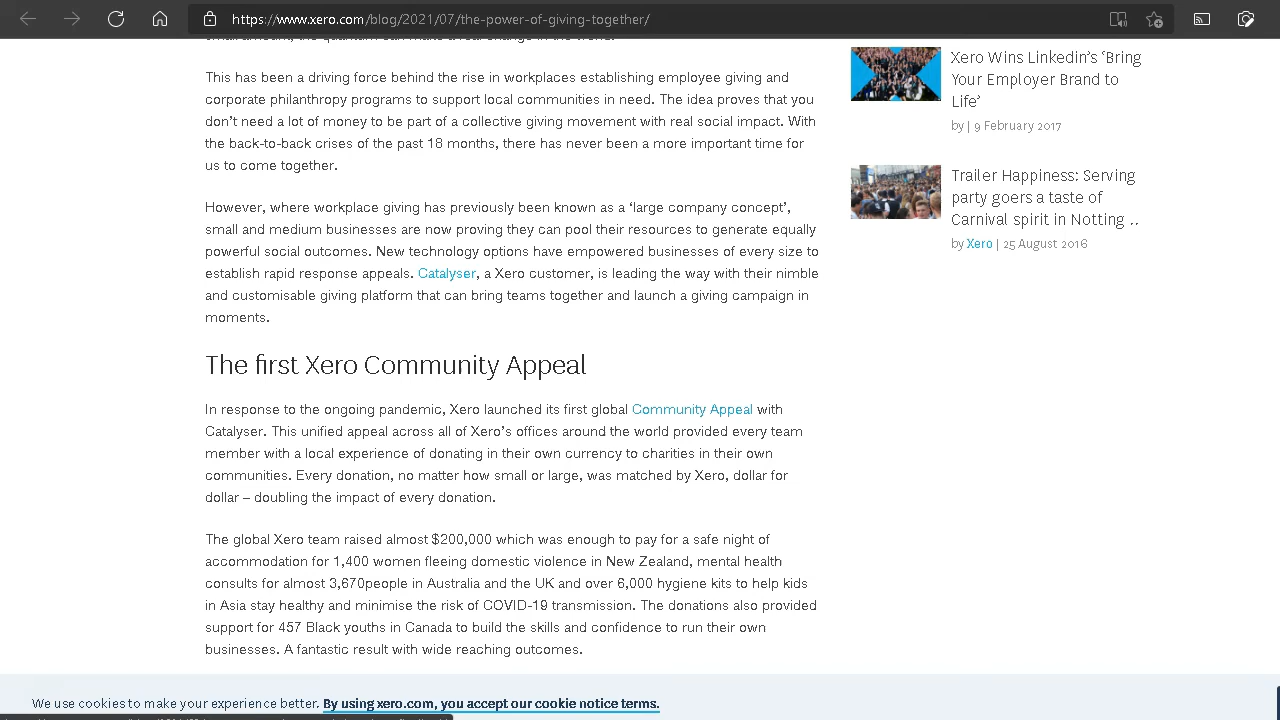 https://www.xero.com/blog/2021/07/the-power-of-giving-together/
This has been a driving force behind the rise in workplaces establishing employee giving and
corporate philanthropy programs to support local communities in need. The idea proves that you
don't need a lot of money to be part of a collective giving movement with real social impact. With
the back-to-back crises of the past 18 months, there has never been a more important time for
us to come together.
However, where workplace giving has previously been known as a 'large company concept',
small and medium businesses are now proving they can pool their resources to generate equally
powerful social outcomes. New technology options have empowered businesses of every size to
establish rapid response appeals. Catalyser, a Xero customer, is leading the way with their nimble
and customisable giving platform that can bring teams together and launch a giving campaign in
moments.
The first Xero Community Appeal
In response to the ongoing pandemic, Xero launched its first global Community Appeal with
Catalyser. This unified appeal across all of Xero's offices around the world provided every team
member with a local experience of donating in their own currency to charities in their own
communities. Every donation, no matter how small or large, was matched by Xero, dollar for
dollar – doubling the impact of every donation.
The global Xero team raised almost $200,000 which was enough to pay for a safe night of
accommodation for 1,400 women fleeing domestic violence in New Zealand, mental health
consults for almost 3,670people in Australia and the UK and over 6,000 hygiene kits to help kids
in Asia stay healthy and minimise the risk of COVID-19 transmission. The donations also provided
support for 457 Black youths in Canada to build the skills and confidence to run their own
businesses. A fantastic result with wide reaching outcomes.
Xero Wins Linkedin's 'Bring
Your Employer Brand to
Life'
by | 9 February 2017
Trailer Happiness: Serving
party goers a taste of
Carnival spirit in Notting ..
by Xero | 25 August 2016
We use cookies to make your experience better. By using xero.com, you accept our cookie notice terms.